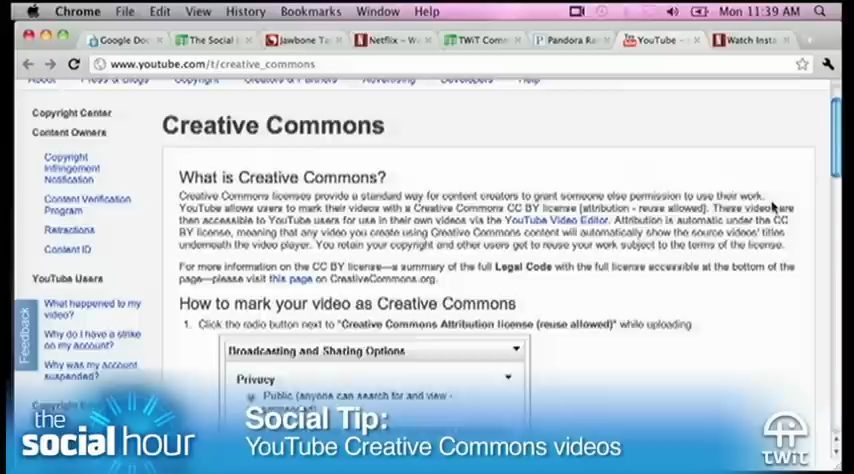 Chrome File Edit View History Bookmarks Window Help Mon 11:39 AM
Google Doc
The Social
Jawbone
Netflix
TWiT Com
Pandora
YouTube
Watch Insta
www.youtube.com/t/creative_commons
About Press & Blogs Copyright Creators & Partners Advertising Developers Help
Copyright Center
Content Owners
Copyright
Infringement
Notification
Content Verification
Program
Retractions
Content ID
YouTube Users
What happened to my
video?
Why do I have a strike
on my account?
Why was my account
suspended?
Feedback
Creative Commons
What is Creative Commons?
Creative Commons licenses provide a standard way for content creators to grant someone else permission to use their work.
YouTube allows users to mark their videos with a Creative Commons CC BY license [attribution - reuse allowed]. These videos are
then accessible to YouTube users for use in their own videos via the YouTube Video Editor. Attribution is automatic under the CC
BY license, meaning that any video you create using Creative Commons content will automatically show the source videos' titles
underneath the video player. You retain your copyright and other users get to reuse your work subject to the terms of the license.
For more information on the CC BY license—a summary of the full Legal Code with the full license accessible at the bottom of the
page—please visit this page on CreativeCommons.org.
How to mark your video as Creative Commons
1. Click the radio button next to "Creative Commons Attribution license (reuse allowed)" while uploading
Broadcasting and Sharing Options
Privacy
Public (anyone can search for and view -
the
social hour
Social Tip:
YouTube Creative Commons videos
TWiT